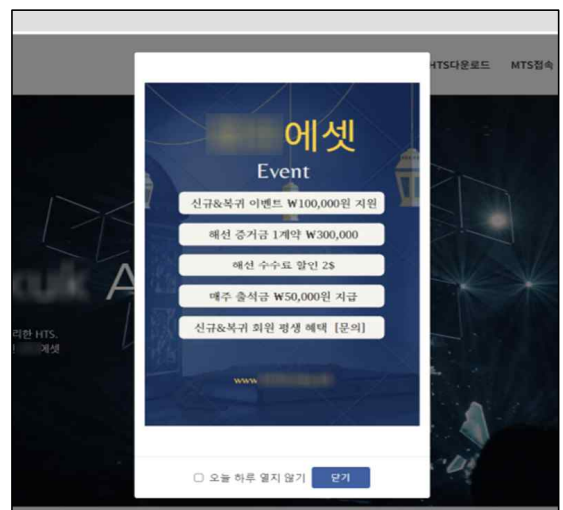 HTS다운로드 MTS접속
에셋
Event
신규&복귀 이벤트 ₩100,000원 지원
해선 증거금 1계약 ₩300,000
해선 수수료 할인 2$
매주 출석금 ₩50,000원 지급
신규&복귀 회원 평생 혜택 [문의]
www
A
리한 HTS.
에셋
오늘 하루 열지 않기 닫기